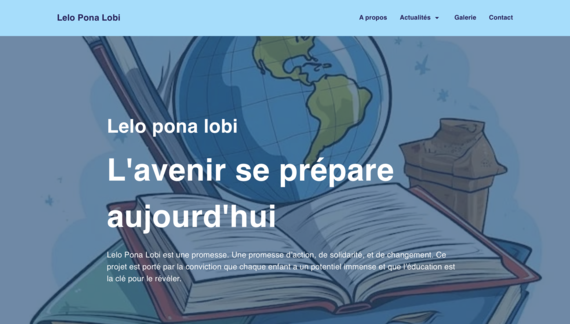 Lelo Pona Lobi
A propos Actualités Galerie Contact
Lelo pona lobi
L'avenir se prépare
aujourd'hui
Lelo Pona Lobi est une promesse. Une promesse d'action, de solidarité, et de changement. Ce
projet est porté par la conviction que chaque enfant a un potentiel immense et que l'éducation est
la clé pour le révéler.